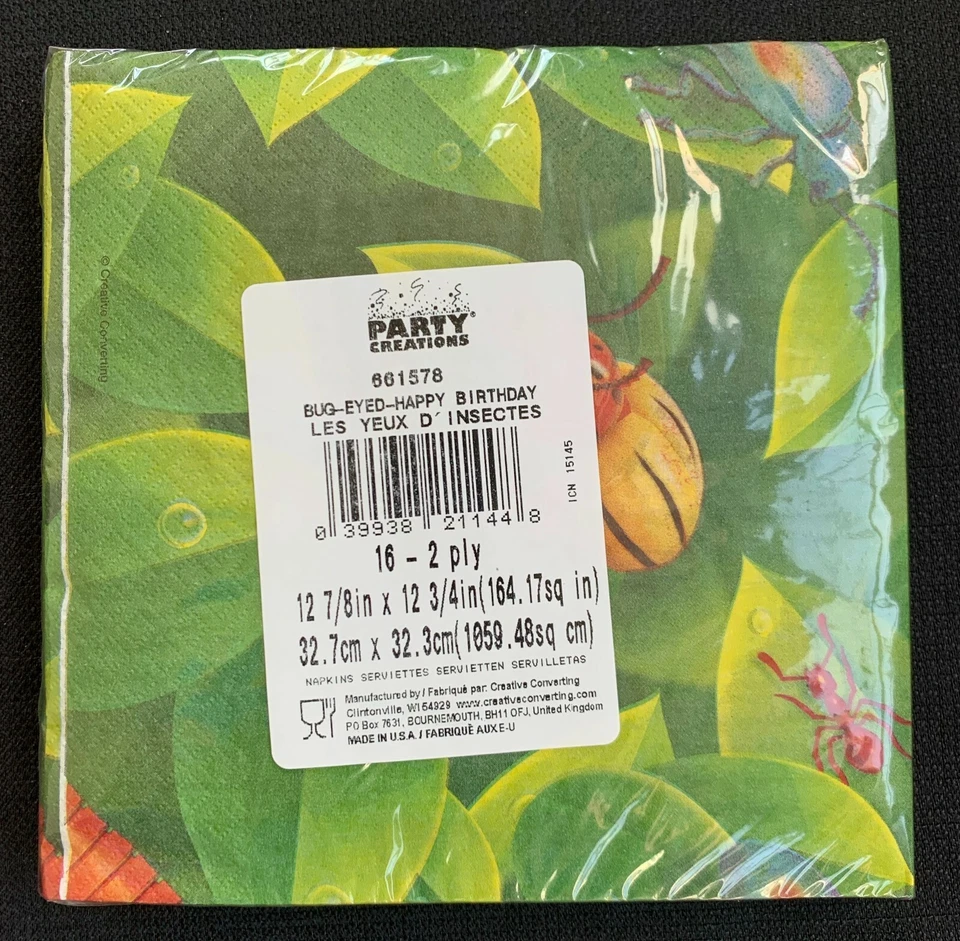 © Creative Converting
PARTY®
CREATIONS
661578
BUG-EYED-HAPPY BIRTHDAY
LES YEUX D'INSECTES
ICN 15145
0 39938 21144 8
16 - 2 ply
12 7/8in x 12 3/4in(164.17sq in)
32.7cm x 32.3cm(1059.48sq cm)
NAPKINS SERVIETTES SERVIETTEN SERVILLETAS
Manufactured by / Fabriqué par: Creative Converting
Clintonville, WI 54929 www.creativeconverting.com
PO Box 7631, BOURNEMOUTH, BH11 OFJ, United Kingdom
MADE IN U.S.A. / FABRIQUÈ AUX E-U